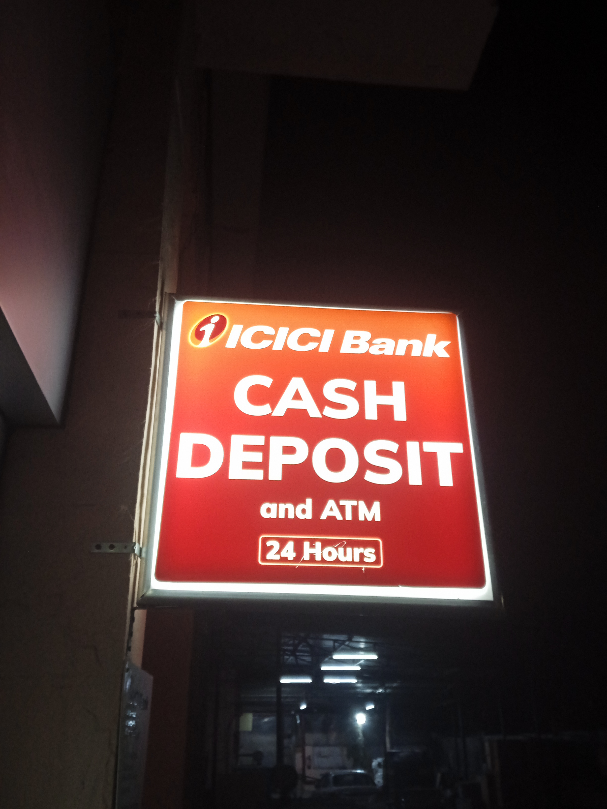 i ICICI Bank
CASH
DEPOSIT
and ATM
24 Hours